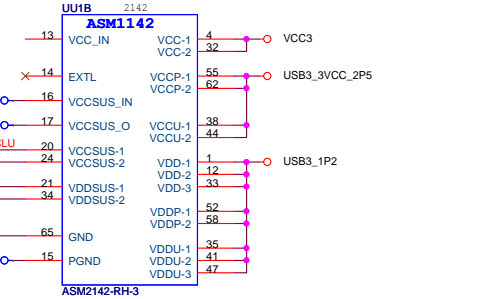 UU1B 2142
ASM1142
13 VCC_IN VCC-1 4 VCC3
VCC-2 32
14 EXTL VCCP-1 55 USB3_3VCC_2P5
VCCP-2 62
16 VCCSUS_IN
17 VCCSUS_O VCCU-1 38
VCCU-2 44
CLU
20 VCCSUS-1 VDD-1 1 USB3_1P2
24 VCCSUS-2 VDD-2 12
21 VDDSUS-1 VDD-3 33
34 VDDSUS-2
VDDP-1 52
VDDP-2 58
65 GND
VDDU-1 35
15 PGND VDDU-2 41
VDDU-3 47
ASM2142-RH-3